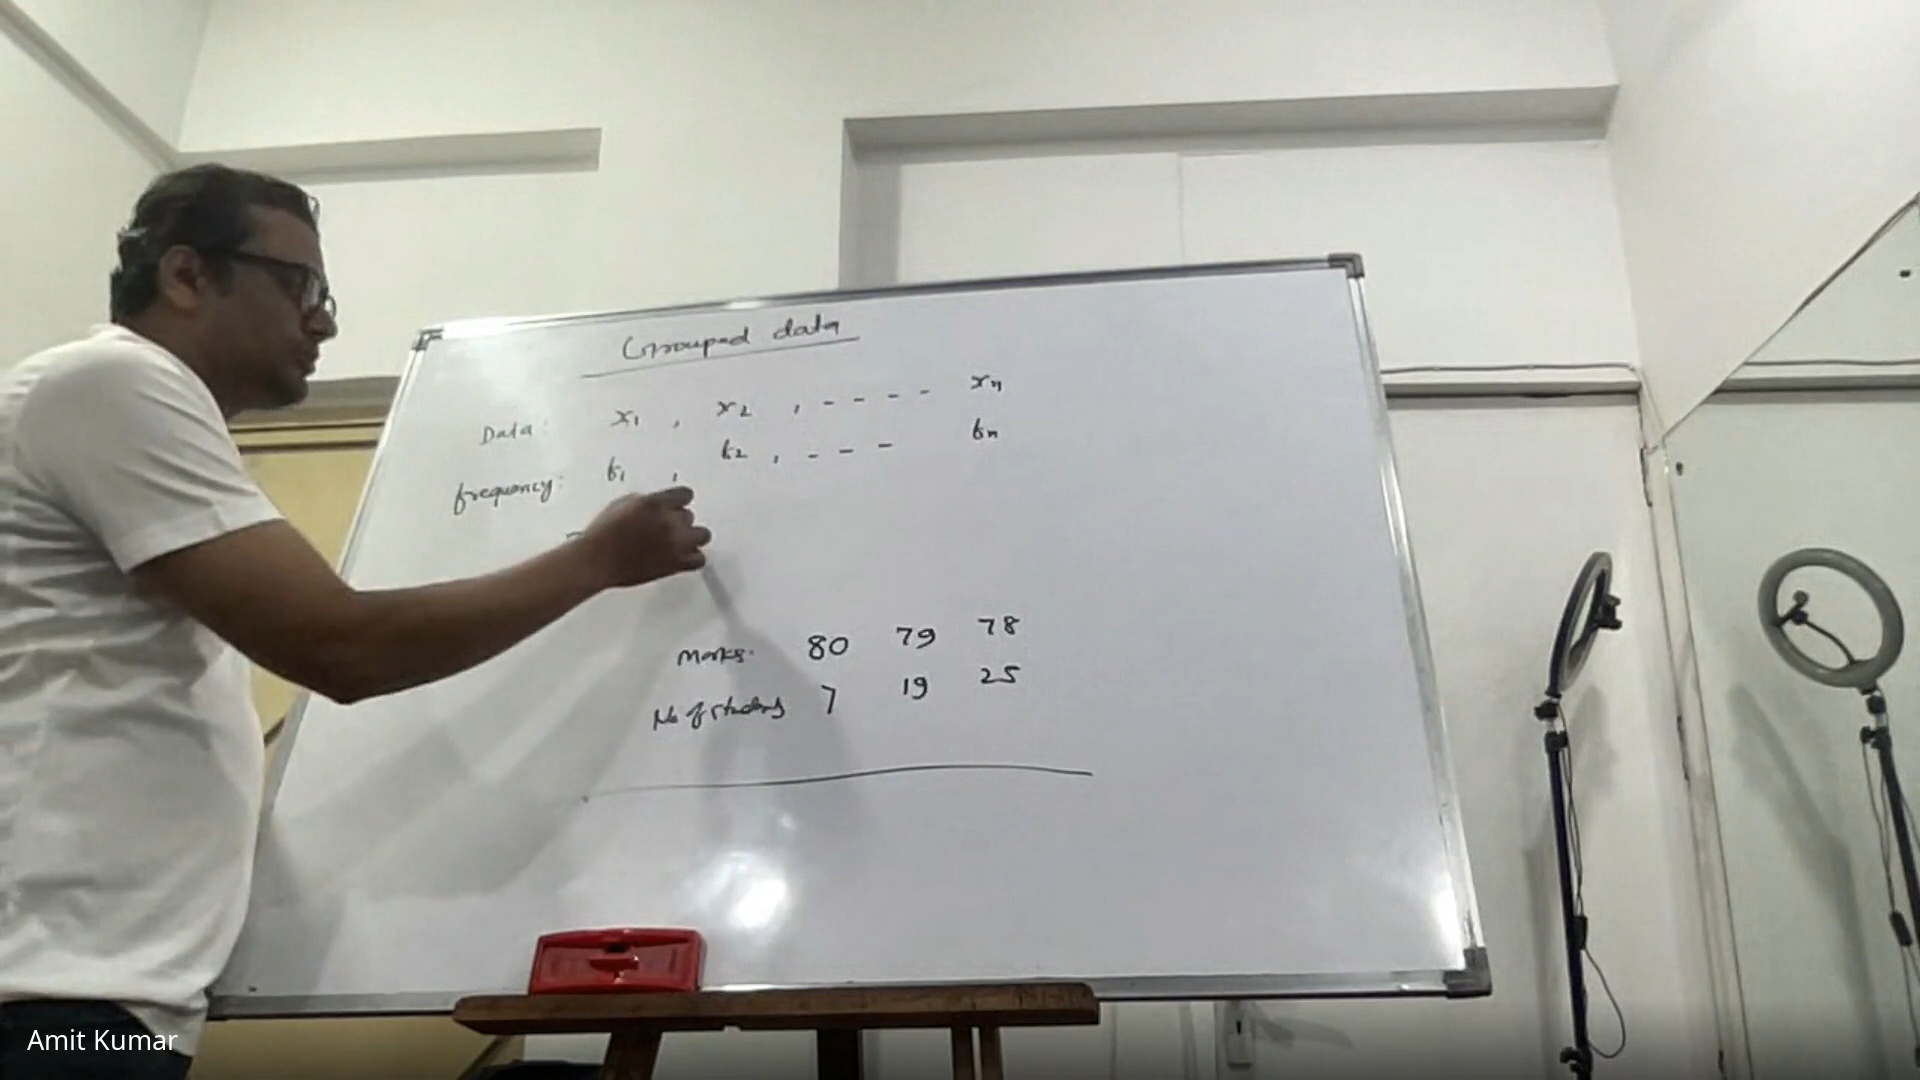 Grouped data
Data: x₁ , x₂ , - - - - xₙ
frequency: f₁ , f₂ , - - - fₙ
Marks. 80 79 78
No of students 7 19 25
Amit Kumar